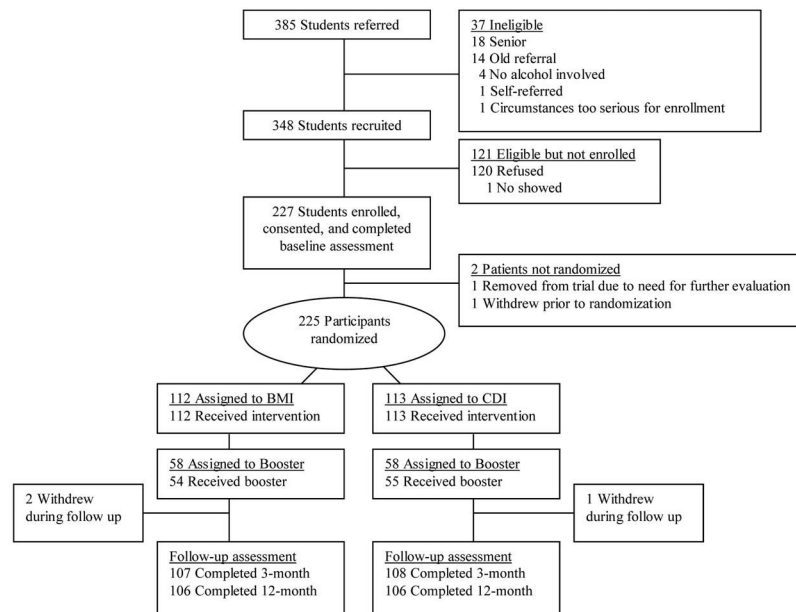 385 Students referred
37 Ineligible
18 Senior
14 Old referral
4 No alcohol involved
1 Self-referred
1 Circumstances too serious for enrollment
348 Students recruited
121 Eligible but not enrolled
120 Refused
1 No showed
227 Students enrolled,
consented, and completed
baseline assessment
2 Patients not randomized
1 Removed from trial due to need for further evaluation
1 Withdrew prior to randomization
225 Participants
randomized
112 Assigned to BMI
112 Received intervention
113 Assigned to CDI
113 Received intervention
58 Assigned to Booster
54 Received booster
58 Assigned to Booster
55 Received booster
2 Withdrew
during follow up
1 Withdrew
during follow up
Follow-up assessment
107 Completed 3-month
106 Completed 12-month
Follow-up assessment
108 Completed 3-month
106 Completed 12-month